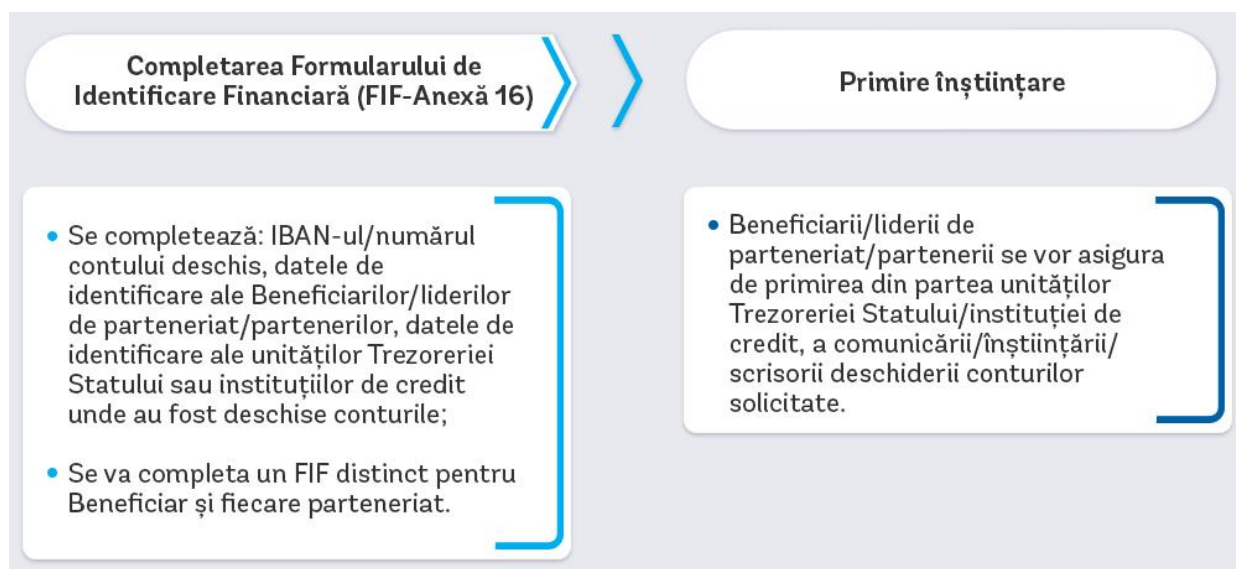 Completarea Formularului de
Identificare Financiară (FIF-Anexă 16)
Primire înștiințare
• Se completează: IBAN-ul/numărul
contului deschis, datele de
identificare ale Beneficiarilor/liderilor
de parteneriat/partenerilor, datele de
identificare ale unităților Trezoreriei
Statului sau instituțiilor de credit
unde au fost deschise conturile;
• Se va completa un FIF distinct pentru
Beneficiar și fiecare parteneriat.
• Beneficiarii/liderii de
parteneriat/partenerii se vor asigura
de primirea din partea unităților
Trezoreriei Statului/instituției de
credit, a comunicării/înștiințării/
scrisorii deschiderii conturilor
solicitate.